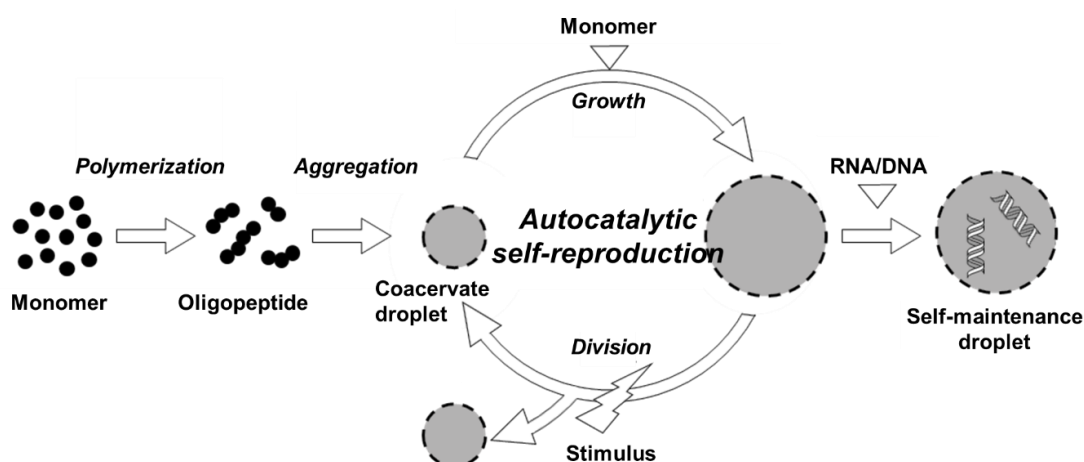 Monomer
Growth
Polymerization
Aggregation
RNA/DNA
Autocatalytic
self-reproduction
Monomer
Oligopeptide
Coacervate
droplet
Self-maintenance
droplet
Division
Stimulus